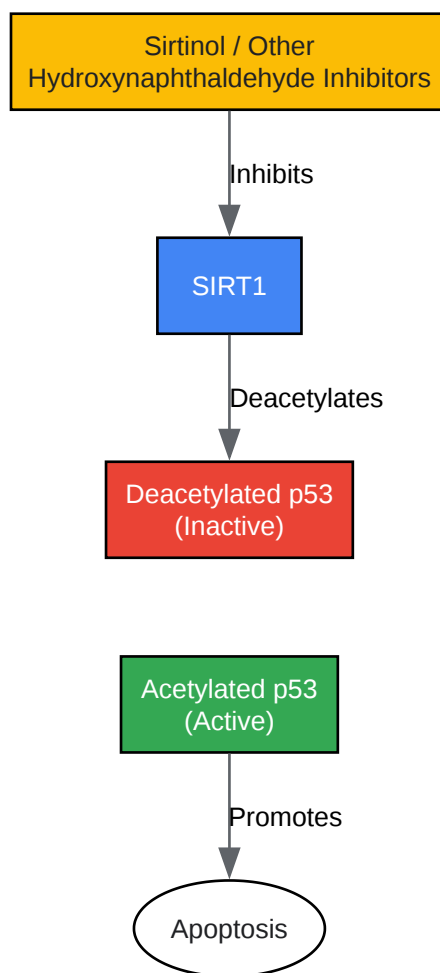 Sirtinol / Other
Hydroxynaphthaldehyde Inhibitors
Inhibits
SIRT1
Deacetylates
Deacetylated p53
(Inactive)
Acetylated p53
(Active)
Promotes
Apoptosis